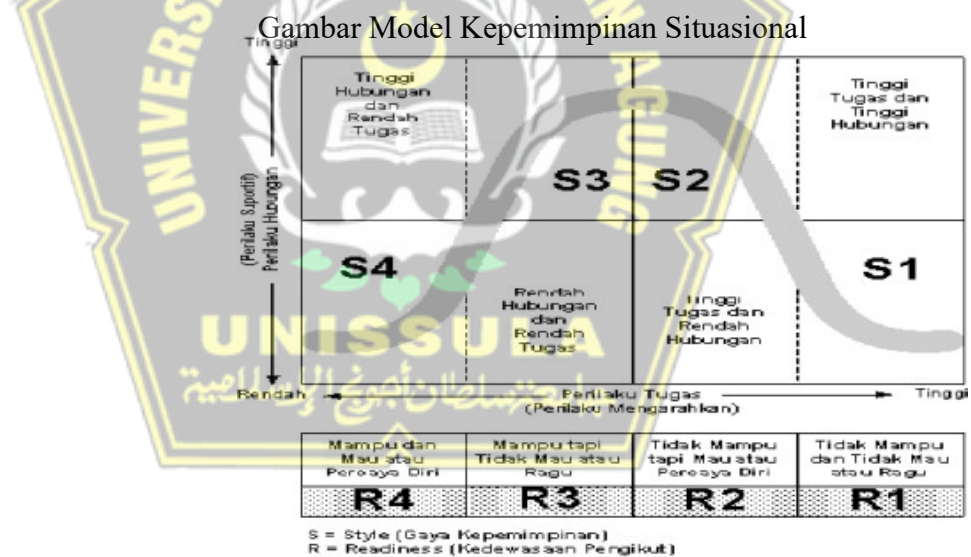 Gambar Model Kepemimpinan Situasional
Tinggi
Tinggi
Hubungan
dan
Rendah
Tugas
Tinggi
Tugas dan
Tinggi
Hubungan
S3
S2
(Perilaku Suportif)
Perilaku Hubungan
S4
S1
Rendah
Hubungan
dan
Rendah
Tugas
Tinggi
Tugas dan
Rendah
Hubungan
UNISSULA
Rendah
Perilaku Tugas
(Perilaku Mengarahkan)
Tinggi
Mampu dan
Mau atau
Percaya Diri
Mampu tapi
Tidak Mau atau
Ragu
Tidak Mampu
tapi Mau atau
Percaya Diri
Tidak Mampu
dan Tidak Mau
atau Ragu
R4
R3
R2
R1
S = Style (Gaya Kepemimpinan)
R = Readiness (Kedewasaan Pengikut)